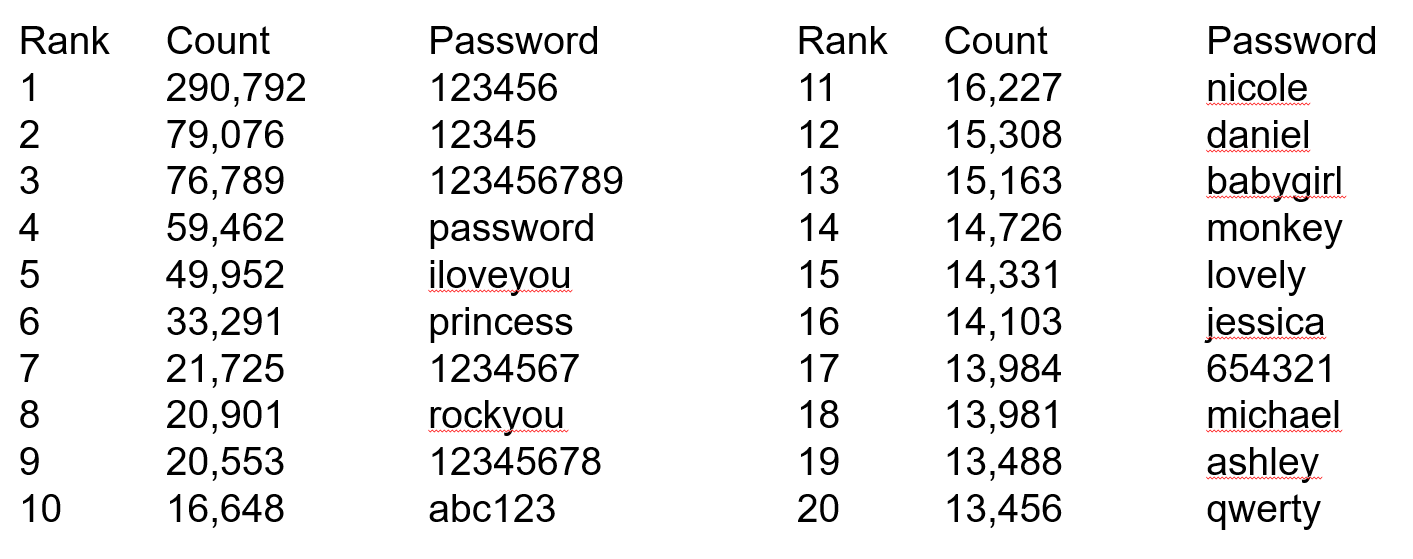 Rank Count Password Rank Count Password
1 290,792 123456 11 16,227 nicole
2 79,076 12345 12 15,308 daniel
3 76,789 123456789 13 15,163 babygirl
4 59,462 password 14 14,726 monkey
5 49,952 iloveyou 15 14,331 lovely
6 33,291 princess 16 14,103 jessica
7 21,725 1234567 17 13,984 654321
8 20,901 rockyou 18 13,981 michael
9 20,553 12345678 19 13,488 ashley
10 16,648 abc123 20 13,456 qwerty